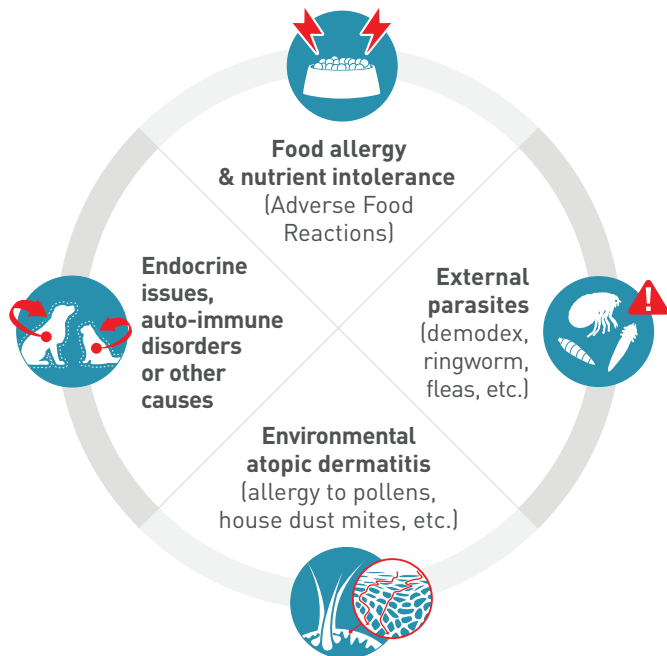 Food allergy
& nutrient intolerance
(Adverse Food
Reactions)
Endocrine
issues,
auto-immune
disorders
or other
causes
External
parasites
(demodex,
ringworm,
fleas, etc.)
Environmental
atopic dermatitis
(allergy to pollens,
house dust mites, etc.)